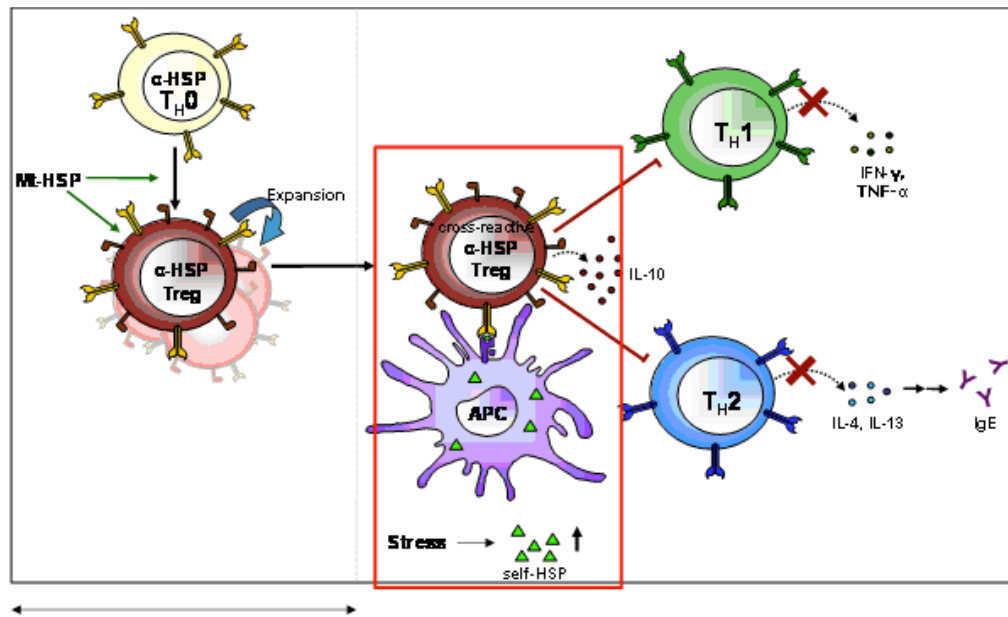 α-HSP
TH0
Mt-HSP
Expansion
α-HSP
Treg
cross-reactive
α-HSP
Treg
IL-10
APC
Stress
self-HSP
TH1
IFN-γ,
TNF-α
TH2
IL-4, IL-13
IgE